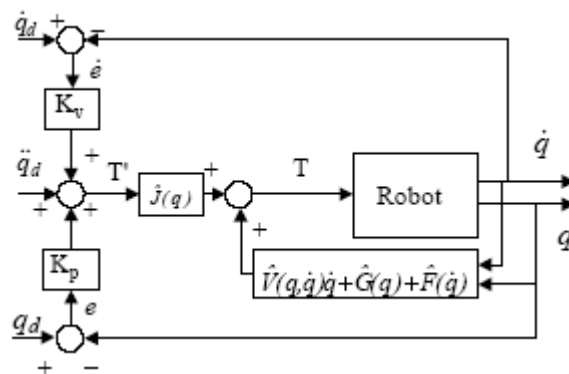 q̇d + −
ė
Kv
+
q̈d + +
T'
Ĵ(q)
+
+
T
Robot
q̇
q
V̂(q,q̇)q̇+Ĝ(q)+F̂(q̇)
Kp
e
qd
+ −